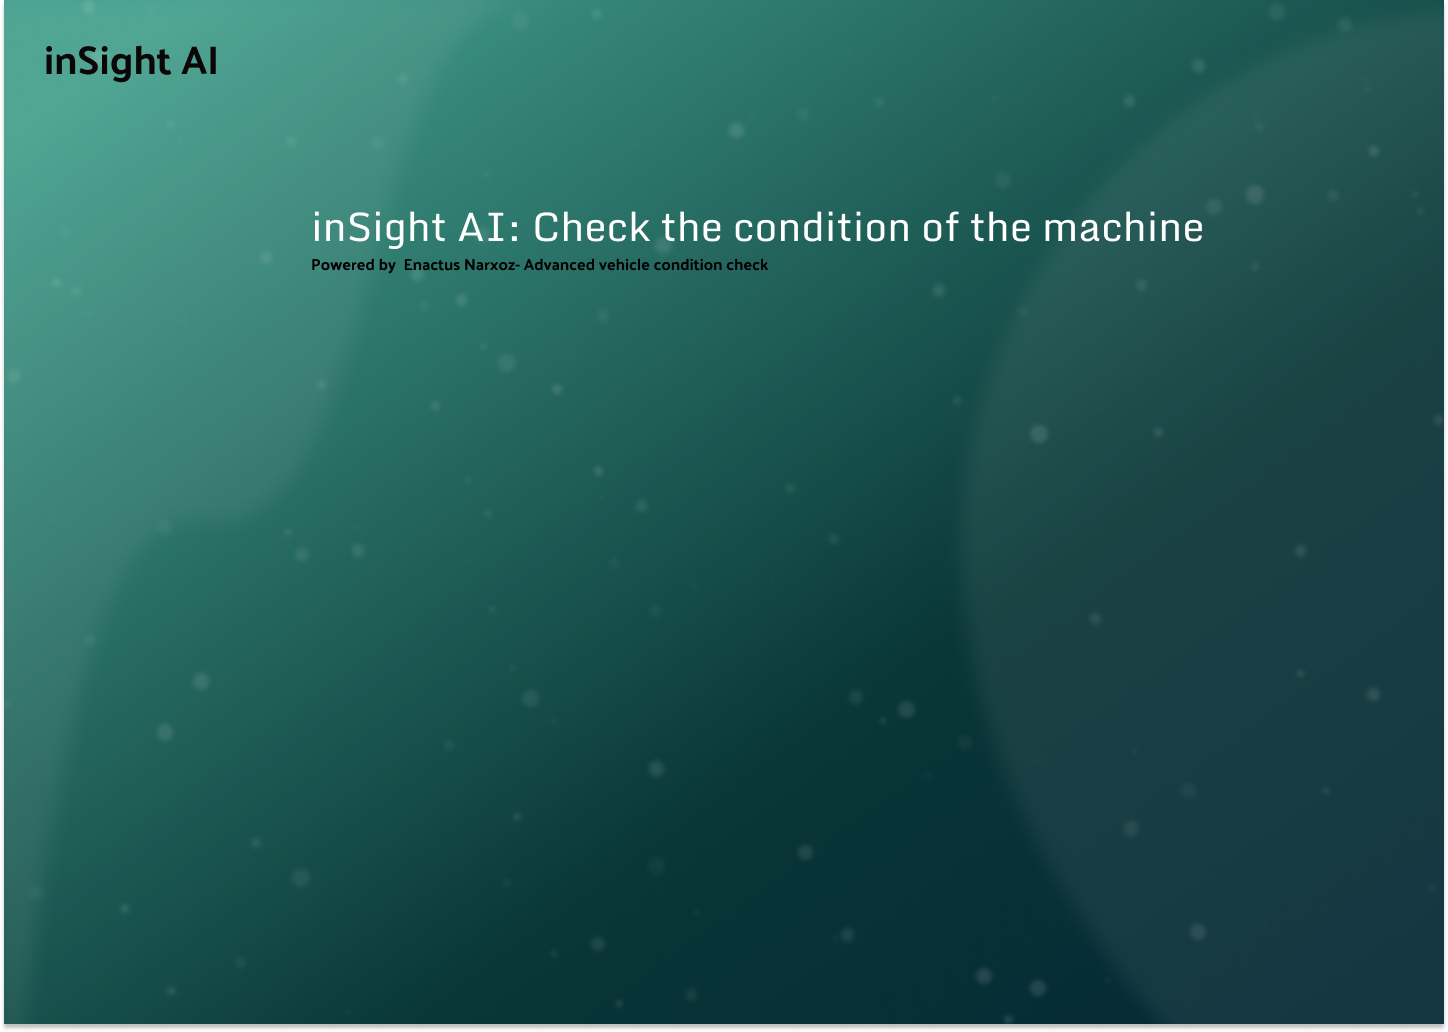 inSight AI
inSight AI: Check the condition of the machine
Powered by  Enactus Narxoz- Advanced vehicle condition check